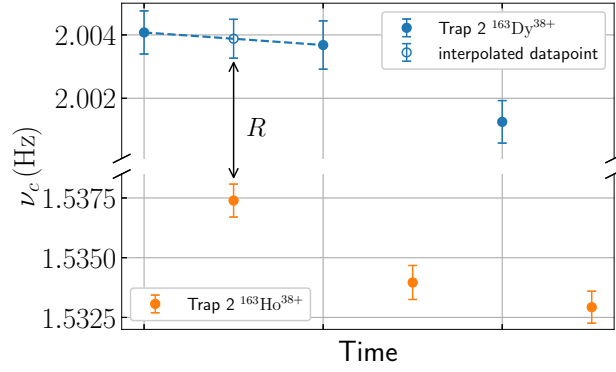 2.004
2.002
ν_c (Hz)
1.5375
1.5350
1.5325
Trap 2 ¹⁶³Dy³⁸⁺
interpolated datapoint
R
Trap 2 ¹⁶³Ho³⁸⁺
Time